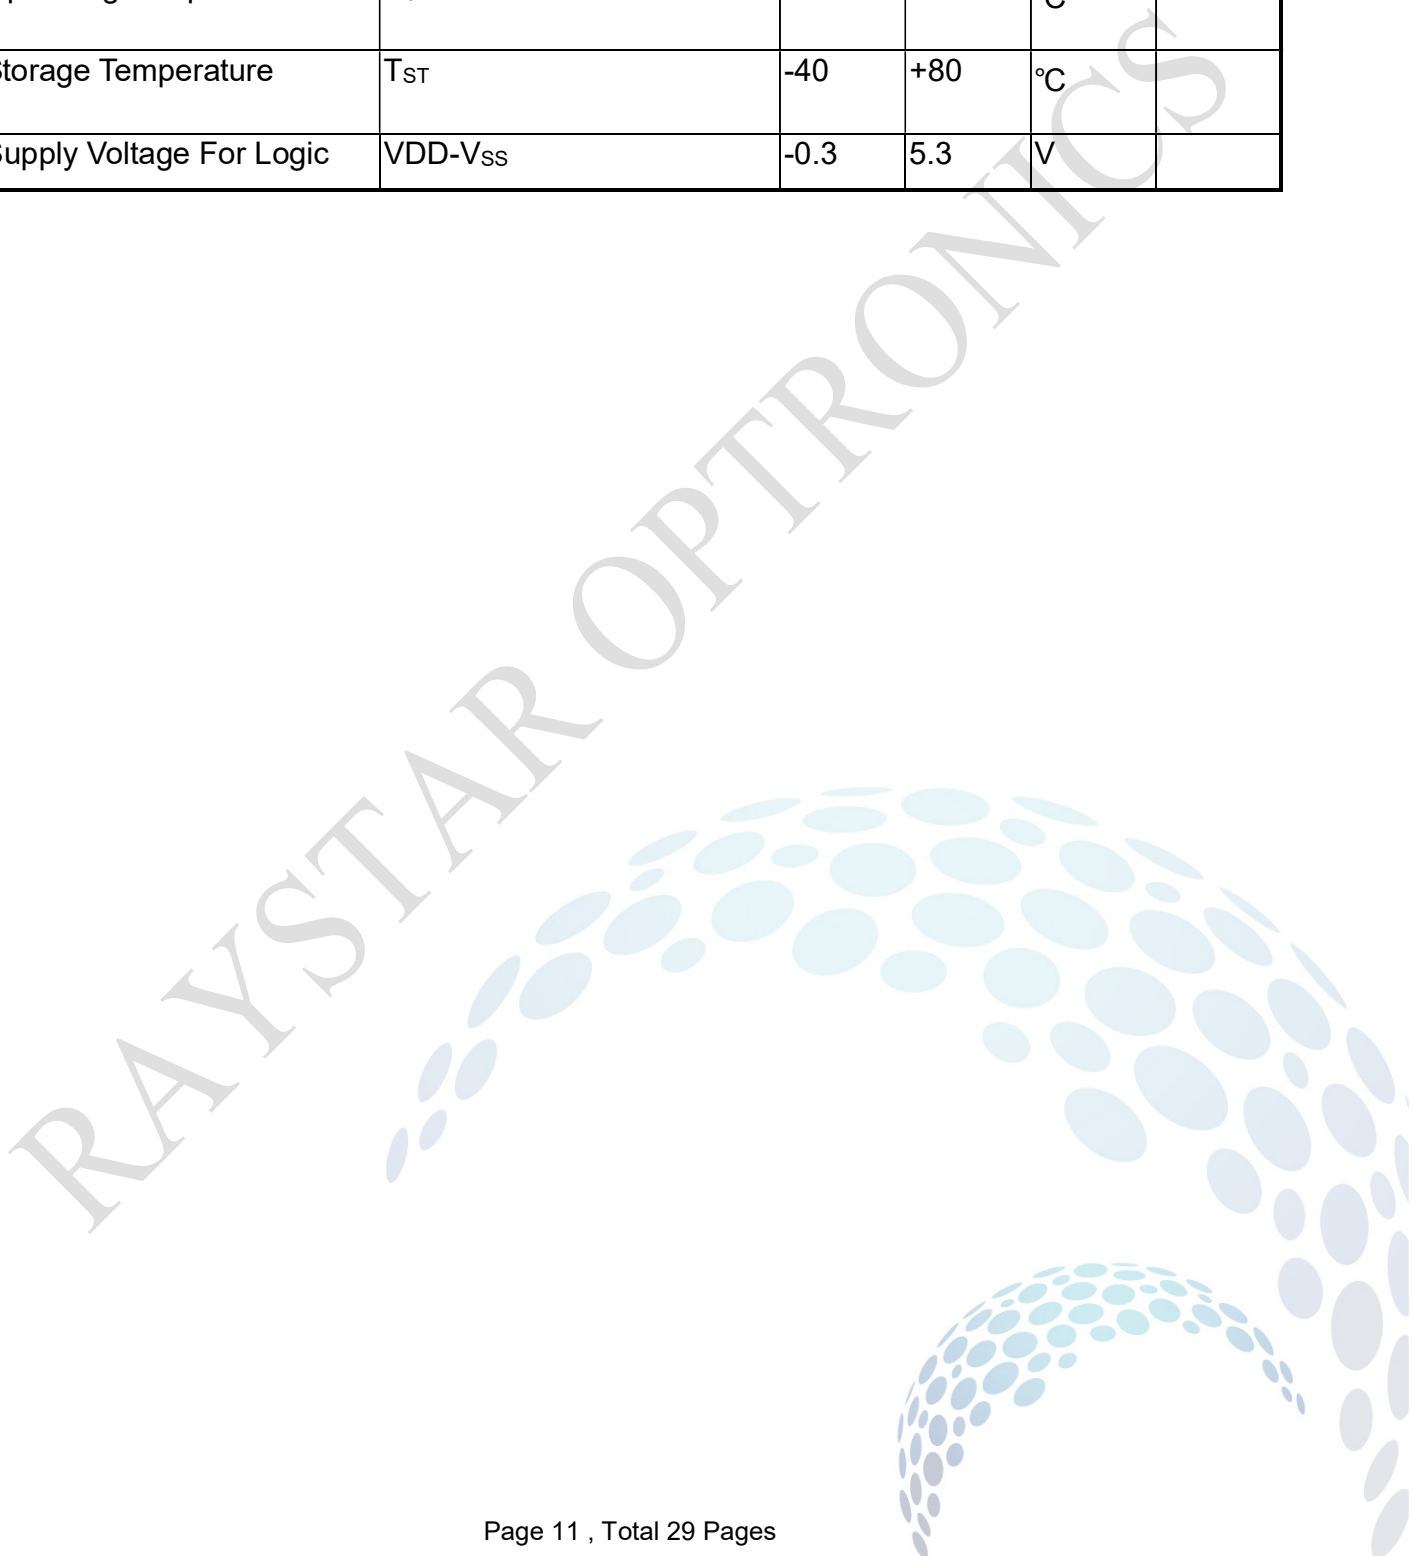 ℃
Storage Temperature TST -40 +80 ℃
Supply Voltage For Logic VDD-VSS -0.3 5.3 V
RAYSTAR OPTRONICS
Page 11 , Total 29 Pages